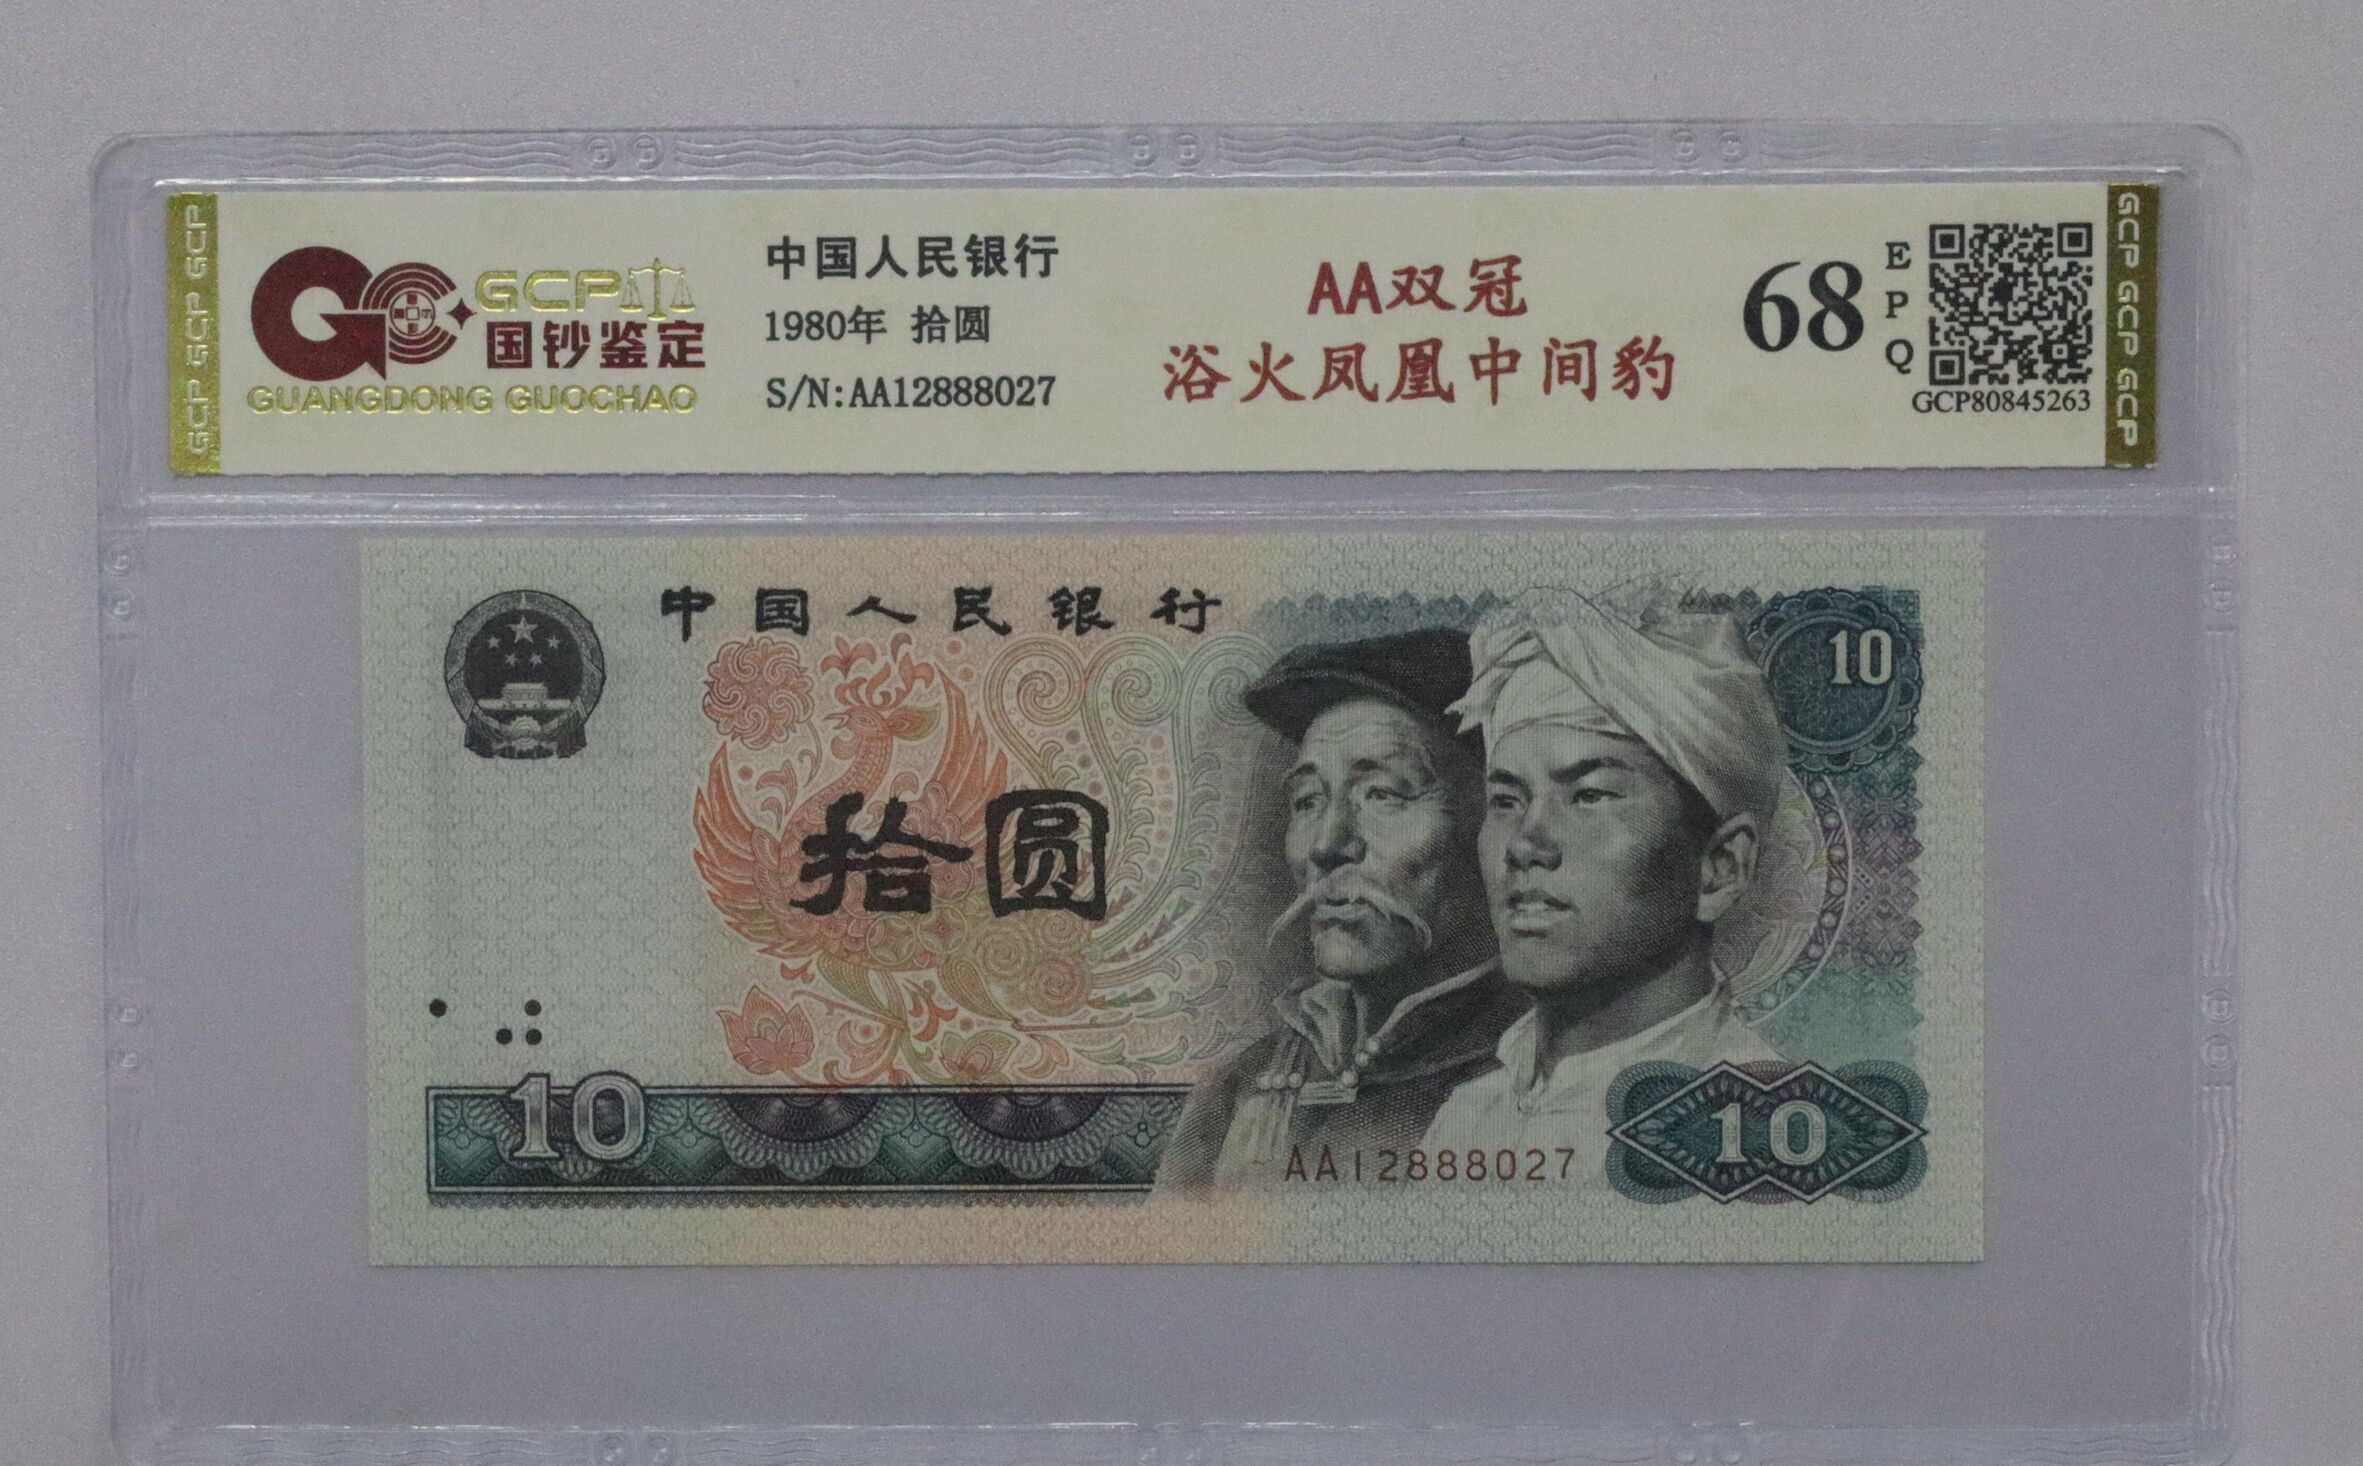 GCP GCP GCP
GCP
国钞鉴定
GUANGDONG GUOCHAO
中国人民银行
1980年 拾圆
S/N:AA12888027
AA双冠
浴火凤凰中间豹
68
E
P
Q
GCP80845263
GCP GCP GCP
中国人民银行
10
拾圆
10
AA12888027
10